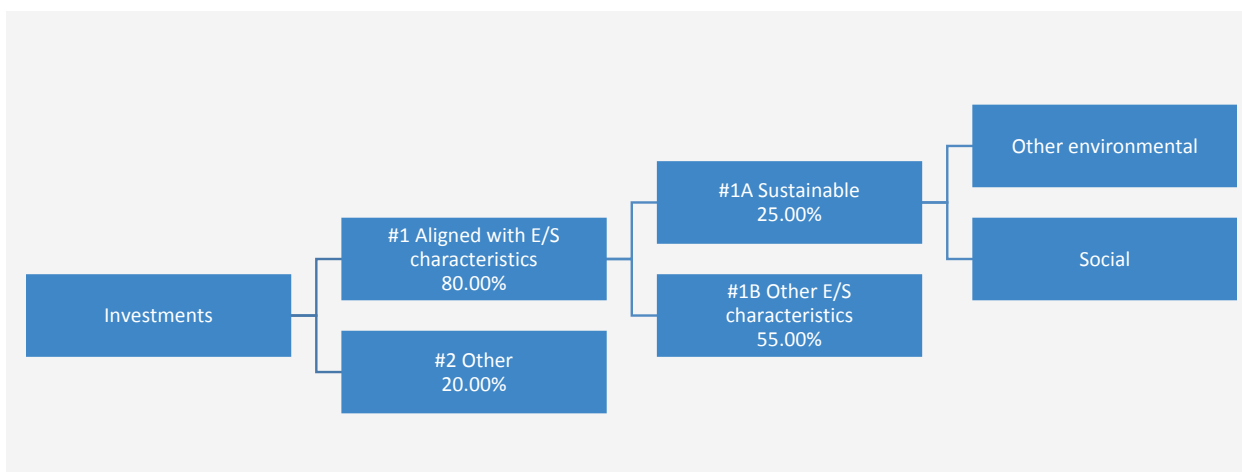 Investments
#1 Aligned with E/S
characteristics
80.00%
#2 Other
20.00%
#1A Sustainable
25.00%
#1B Other E/S
characteristics
55.00%
Other environmental
Social